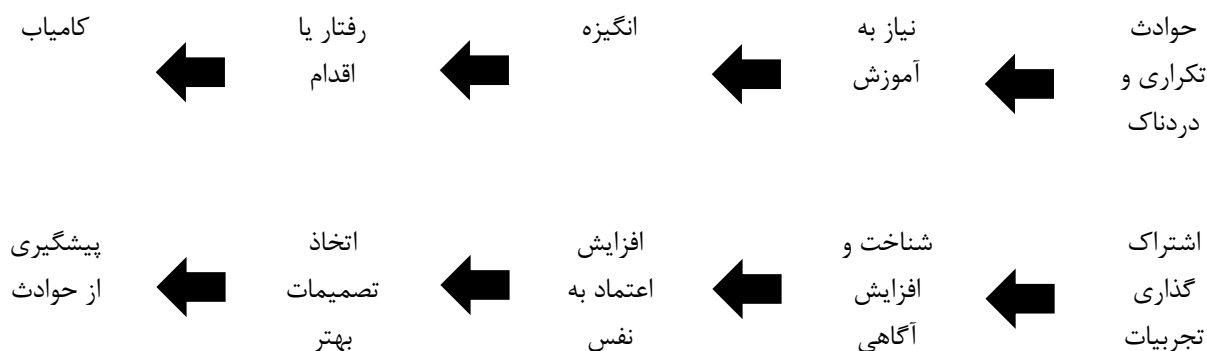 حوادث
تکراری و
دردناک
نیاز به
آموزش
انگیزه
رفتار یا
اقدام
کامیاب
اشتراک
گذاری
تجربیات
شناخت و
افزایش
آگاهی
افزایش
اعتماد به
نفس
اتخاذ
تصمیمات
بهتر
پیشگیری
از حوادث